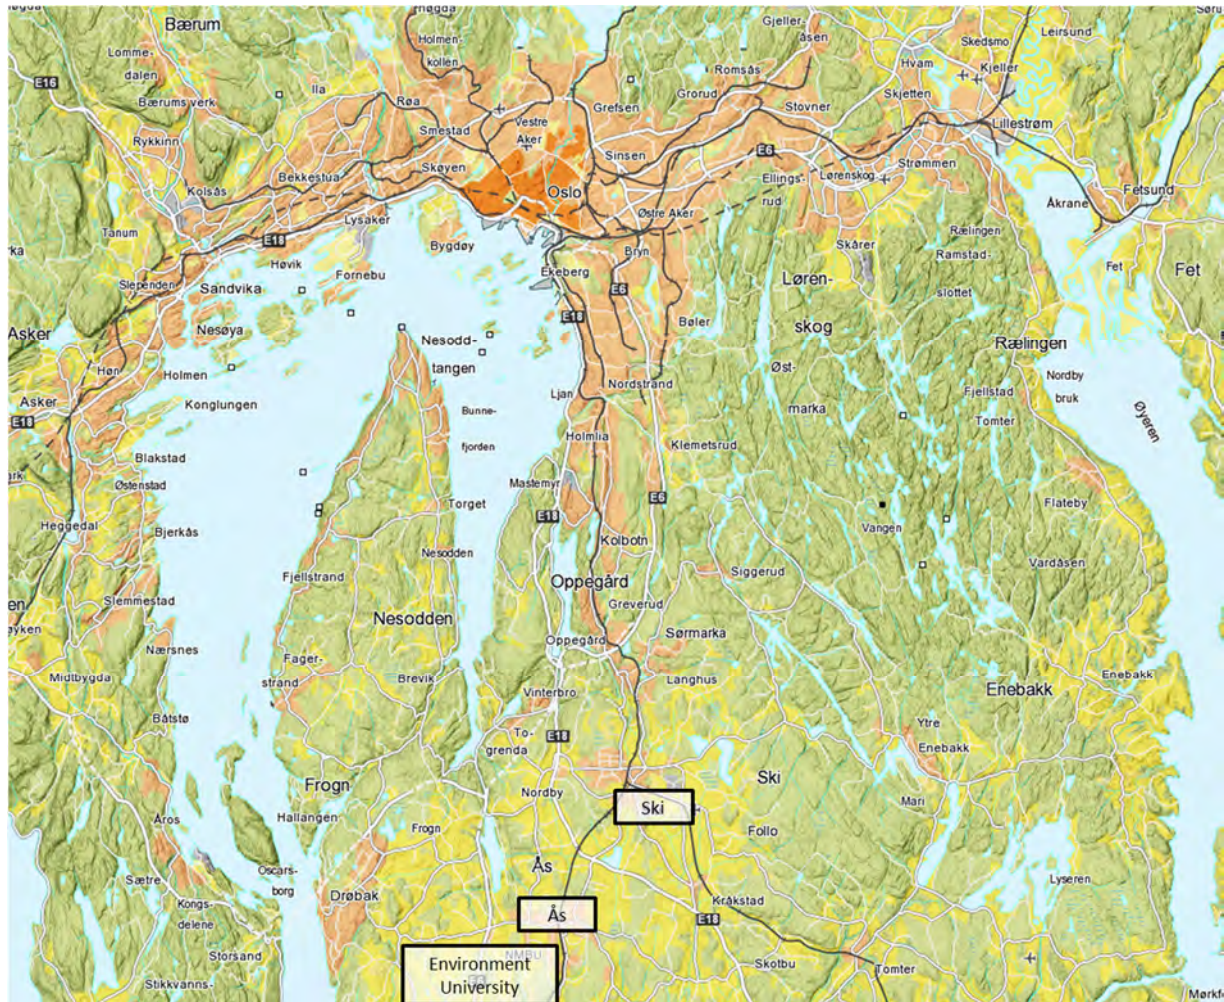 Bærum
Lomme-
dalen
Holmen-
kollen
Gjeller-
åsen
Leirsund
Skedsmo
Hvam
Kjeller
E16
Ila
Bærums verk
Røa
Grefsen
Romsås
Grorud
Stovner
Skjetten
Lillestrøm
Rykkinn
Smestad
Vestre
Aker
Sinsen
E6
Strømmen
Bekkestua
Skøyen
Kolsås
Oslo
Ellings-
rud
Lørenskog
Fetsund
Åkrane
Lysaker
Østre Aker
Tanum
E18
Bygdøy
Bryn
Skårer
Rælingen
Ramstad-
slottet
Høvik
Fornebu
Ekeberg
Fet
Fet
Slependen
Sandvika
E6
Løren-
skog
Asker
Nesøya
E18
Bøler
Nesodd-
tangen
Rælingen
Høn
Holmen
Øst-
marka
Nordby
bruk
Asker
Konglungen
Ljan
Nordstrand
Fjellstad
Øyeren
E18
Bunne-
fjorden
Tomter
Holmlia
Klemetsrud
Blakstad
Østenstad
Mastemyr
E6
Flateby
Torget
E18
Heggedal
Bjerkås
Vangen
Kolbotn
Nesodden
Vardåsen
Fjellstrand
Oppegård
Siggerud
Slemmestad
Nesodden
Greverud
Nærsnes
Oppegård
Sørmarka
Midtbygda
Fager-
strand
Brevik
Langhus
Enebakk
Enebakk
Vinterbro
Båtstø
To-
grenda
Ytre
Enebakk
E18
Frogn
Ski
Nordby
Ski
Mari
Hallangen
Åros
Frogn
Follo
Oscars-
borg
Ås
Sætre
Lyseren
Drøbak
Kråkstad
Kongs-
delene
Ås
E18
Storsand
NMBU
Environment
University
Skotbu
Tomter
Stikkvanns-